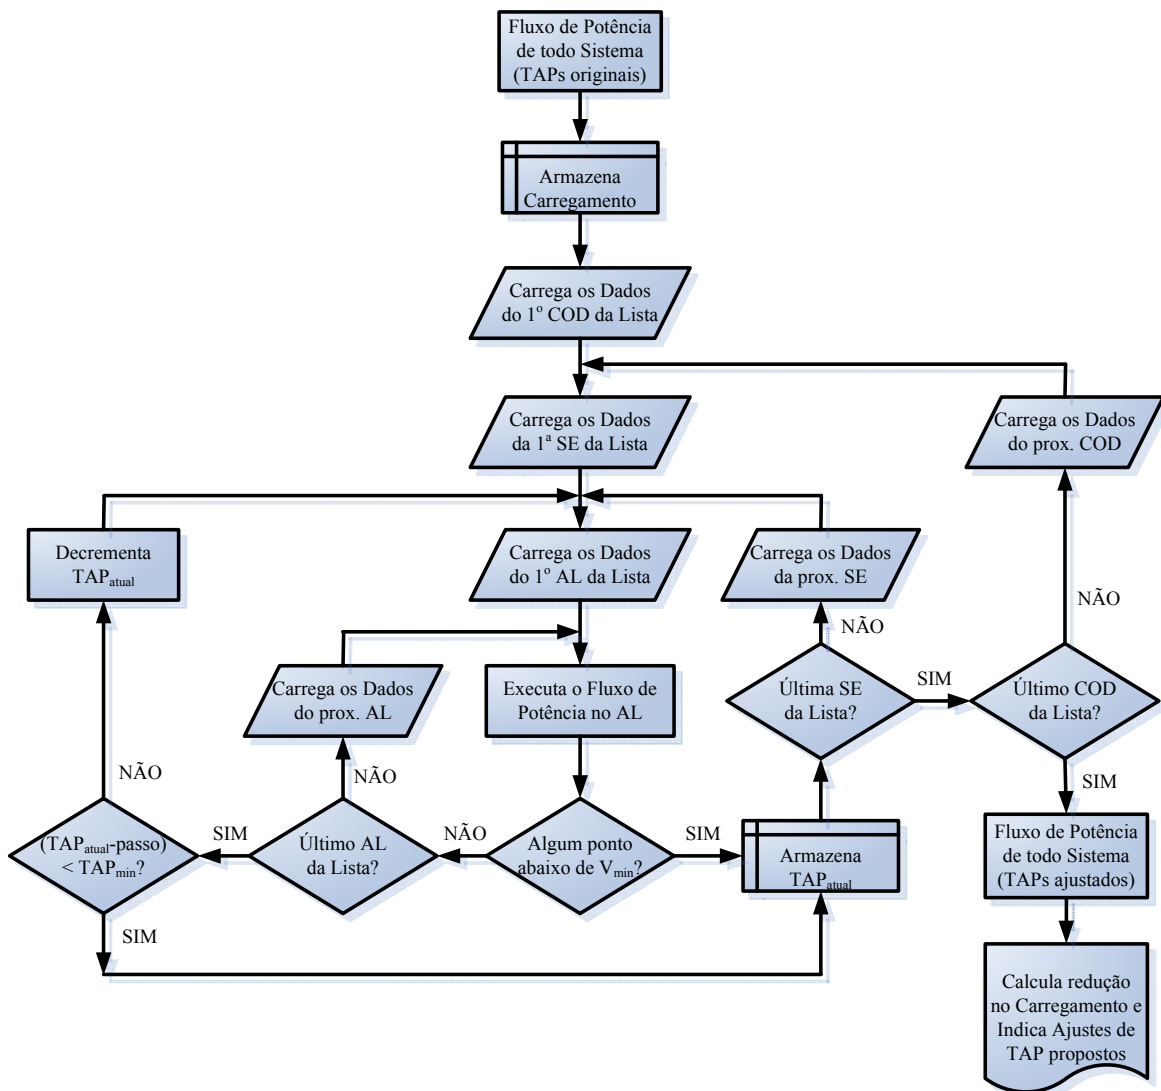 Fluxo de Potência
de todo Sistema
(TAPs originais)
Armazena
Carregamento
Carrega os Dados
do 1º COD da Lista
Carrega os Dados
da 1ª SE da Lista
Carrega os Dados
do prox. COD
Decrementa
TAPatual
Carrega os Dados
do 1º AL da Lista
Carrega os Dados
da prox. SE
NÃO
NÃO
Carrega os Dados
do prox. AL
Executa o Fluxo de
Potência no AL
Última SE
da Lista?
SIM
Último COD
da Lista?
NÃO
NÃO
SIM
(TAPatual-passo)
< TAPmin?
SIM
Último AL
da Lista?
NÃO
Algum ponto
abaixo de Vmin?
SIM
Armazena
TAPatual
Fluxo de Potência
de todo Sistema
(TAPs ajustados)
SIM
Calcula redução
no Carregamento e
Indica Ajustes de
TAP propostos